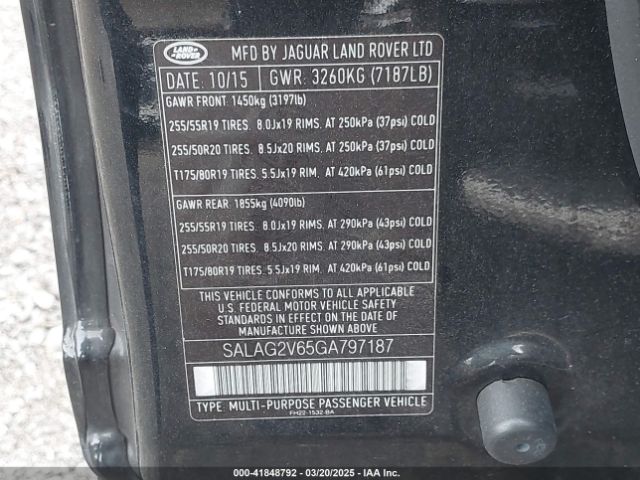 LAND ROVER MFD BY JAGUAR LAND ROVER LTD
DATE: 10/15 GWR: 3260KG (7187LB)
GAWR FRONT: 1450kg (3197lb)
255/55R19 TIRES. 8.0Jx19 RIMS. AT 250kPa (37psi) COLD
255/50R20 TIRES. 8.5Jx20 RIMS. AT 250kPa (37psi) COLD
T175/80R19 TIRES. 5.5Jx19 RIM. AT 420kPa (61psi) COLD
GAWR REAR: 1855kg (4090lb)
255/55R19 TIRES. 8.0Jx19 RIMS. AT 290kPa (43psi) COLD
255/50R20 TIRES. 8.5Jx20 RIMS. AT 290kPa (43psi) COLD
T175/80R19 TIRES. 5.5Jx19 RIM. AT 420kPa (61psi) COLD
THIS VEHICLE CONFORMS TO ALL APPLICABLE
U.S. FEDERAL MOTOR VEHICLE SAFETY
STANDARDS IN EFFECT ON THE DATE
OF MANUFACTURE SHOWN ABOVE
SALAG2V65GA797187
TYPE: MULTI-PURPOSE PASSENGER VEHICLE
FH22-1532-BA
000-41848792 — 03/20/2025 — IAA Inc.